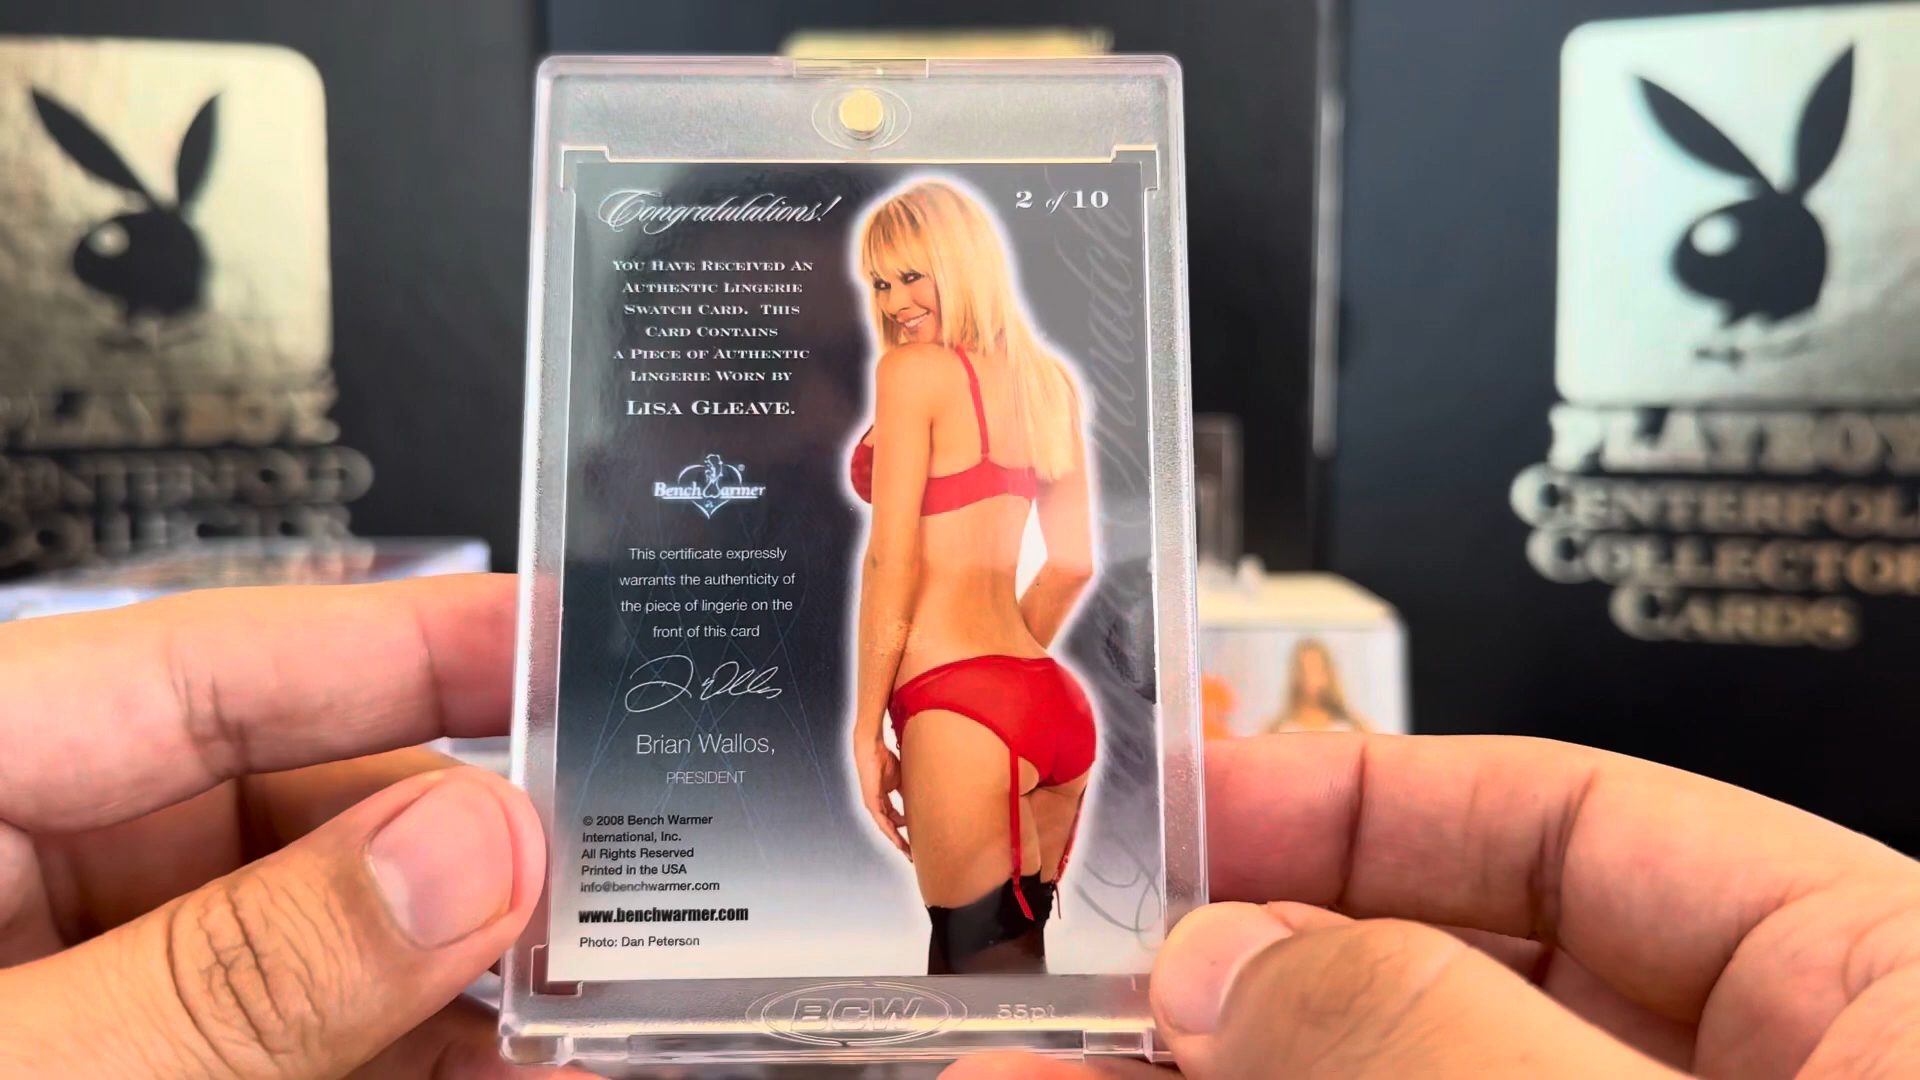 Congratulations!
2 of 10
YOU HAVE RECEIVED AN
AUTHENTIC LINGERIE
SWATCH CARD. THIS
CARD CONTAINS
A PIECE OF AUTHENTIC
LINGERIE WORN BY
LISA GLEAVE.
BenchWarmer
This certificate expressly
warrants the authenticity of
the piece of lingerie on the
front of this card
Brian Wallos,
PRESIDENT
© 2008 Bench Warmer
International, Inc.
All Rights Reserved
Printed in the USA
info@benchwarmer.com
www.benchwarmer.com
Photo: Dan Peterson
BCW
55pt
PLAYBOY
CENTERFOLD
COLLECTOR
CARDS